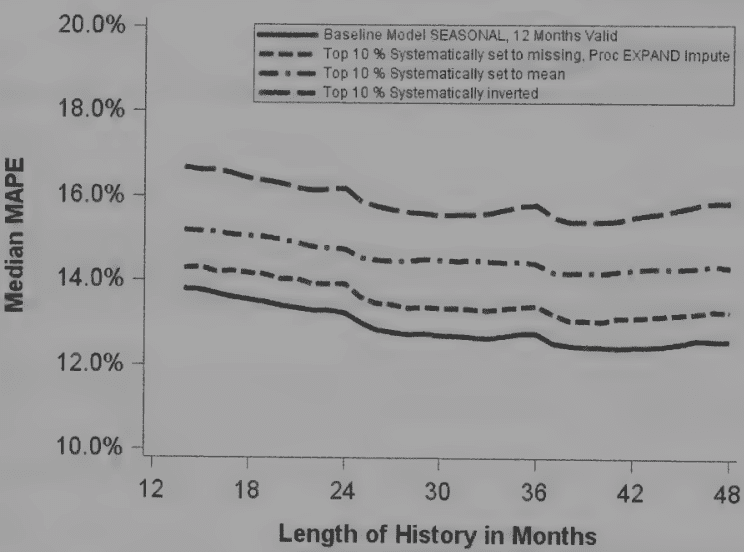 20.0%
18.0%
16.0%
14.0%
12.0%
10.0%
Median MAPE
Baseline Model SEASONAL, 12 Months Valid
Top 10 % Systematically set to missing, Proc EXPAND Impute
Top 10 % Systematically set to mean
Top 10 % Systematically inverted
12 18 24 30 36 42 48
Length of History in Months